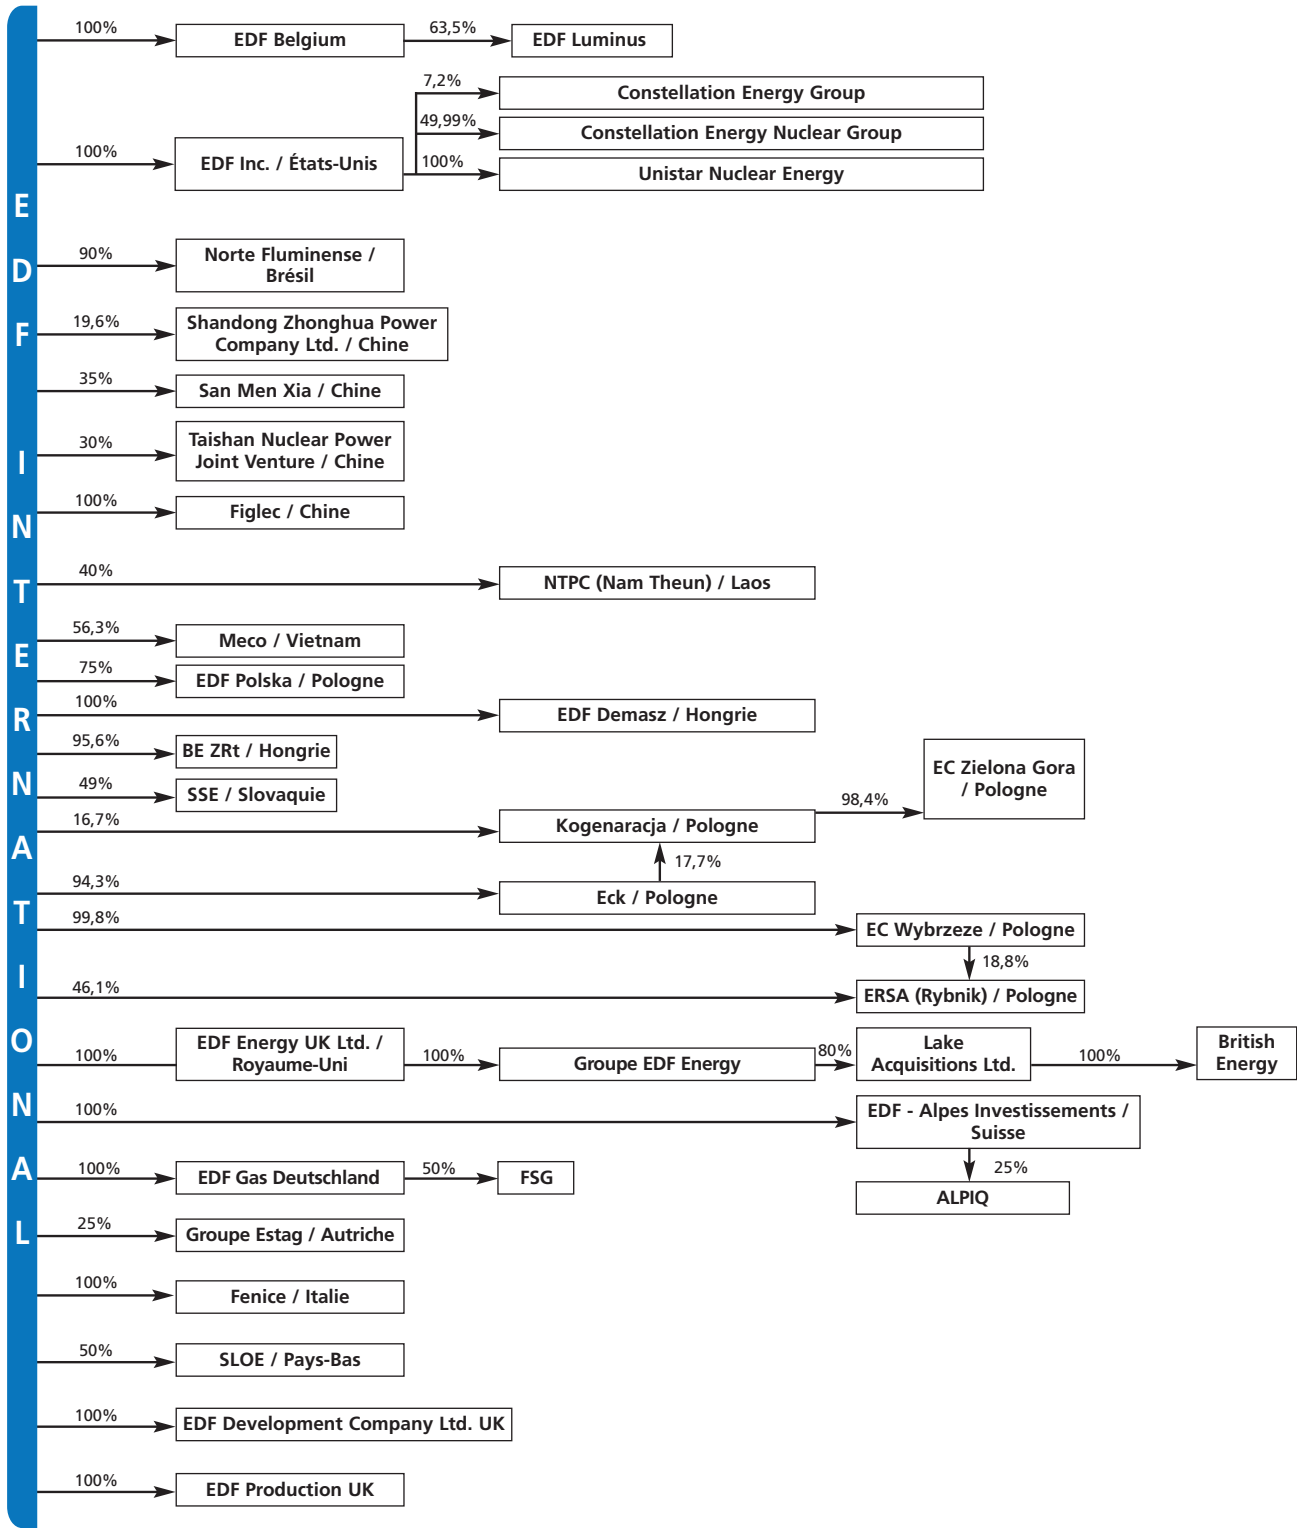 EDF INTERNATIONAL
100%
EDF Belgium
63,5%
EDF Luminus
7,2%
Constellation Energy Group
49,99%
Constellation Energy Nuclear Group
100%
EDF Inc. / États-Unis
100%
Unistar Nuclear Energy
90%
Norte Fluminense /
Brésil
19,6%
Shandong Zhonghua Power
Company Ltd. / Chine
35%
San Men Xia / Chine
30%
Taishan Nuclear Power
Joint Venture / Chine
100%
Figlec / Chine
40%
NTPC (Nam Theun) / Laos
56,3%
Meco / Vietnam
75%
EDF Polska / Pologne
100%
EDF Demasz / Hongrie
95,6%
BE ZRt / Hongrie
49%
SSE / Slovaquie
16,7%
Kogenaracja / Pologne
98,4%
EC Zielona Gora
/ Pologne
17,7%
94,3%
Eck / Pologne
99,8%
EC Wybrzeze / Pologne
18,8%
46,1%
ERSA (Rybnik) / Pologne
100%
EDF Energy UK Ltd. /
Royaume-Uni
100%
Groupe EDF Energy
80%
Lake
Acquisitions Ltd.
100%
British
Energy
100%
EDF - Alpes Investissements /
Suisse
25%
ALPIQ
100%
EDF Gas Deutschland
50%
FSG
25%
Groupe Estag / Autriche
100%
Fenice / Italie
50%
SLOE / Pays-Bas
100%
EDF Development Company Ltd. UK
100%
EDF Production UK